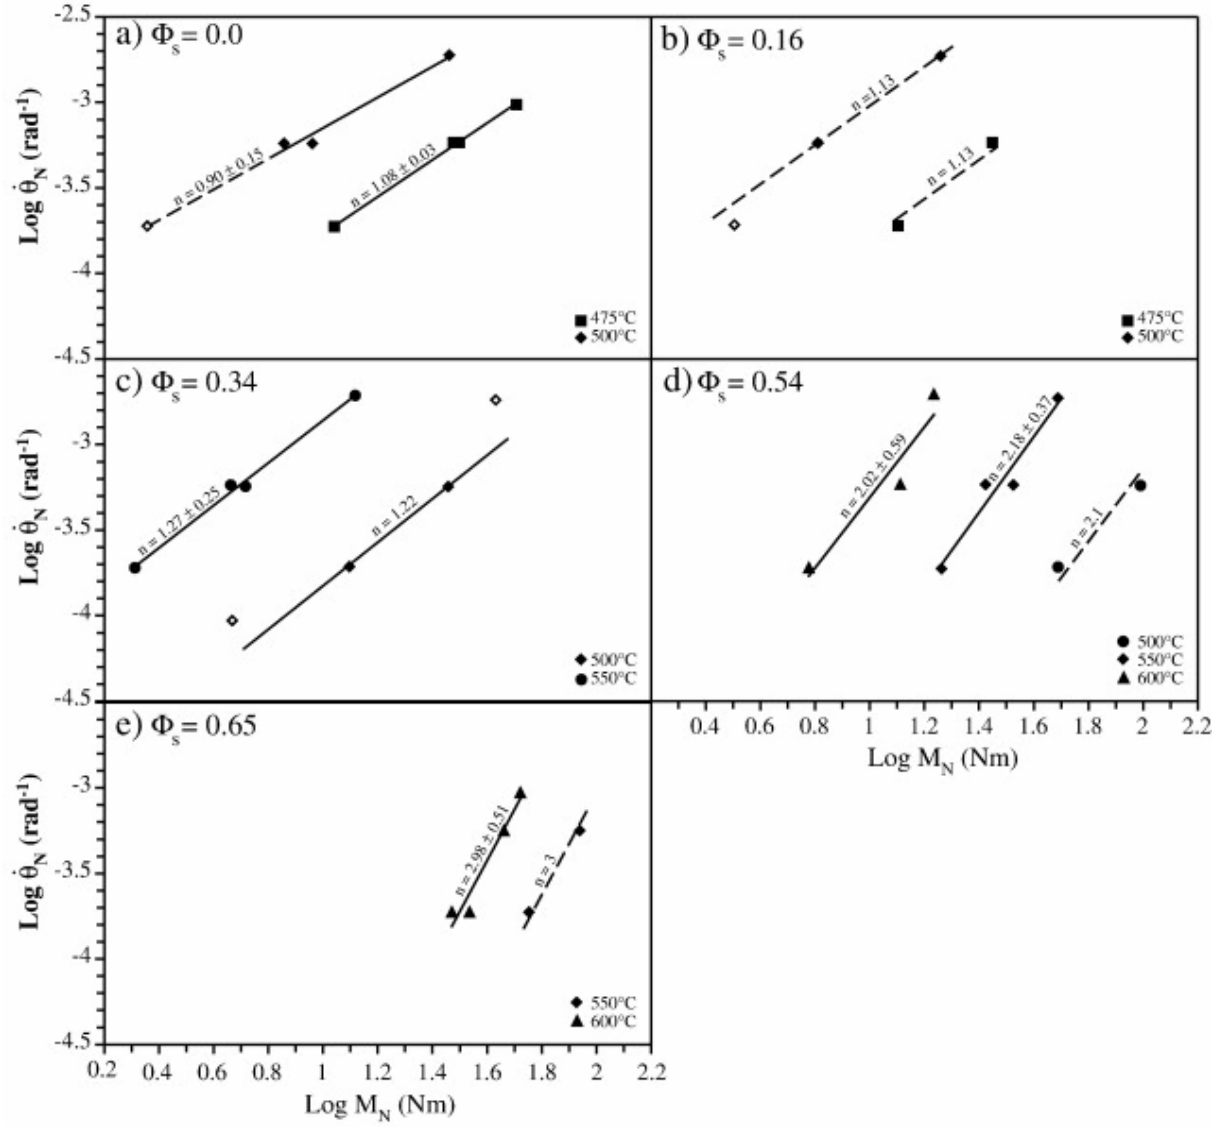 a) Φs = 0.0
b) Φs = 0.16
-2.5
-3
-3.5
-4
-4.5
Log θ̇N (rad-1)
n = 0.90 ± 0.15
n = 1.08 ± 0.03
475°C
500°C
n =1.13
n = 1.13
475°C
500°C
c) Φs = 0.34
d) Φs = 0.54
-3
-3.5
-4
-4.5
Log θ̇N (rad-1)
n = 1.27 ± 0.25
n = 1.22
500°C
550°C
n = 2.02 ± 0.59
n = 2.18 ± 0.37
n = 2.1
500°C
550°C
600°C
0.4 0.8 1 1.2 1.4 1.6 1.8 2 2.2
Log MN (Nm)
e) Φs = 0.65
-3
-3.5
-4
-4.5
Log θ̇N (rad-1)
n = 2.98 ± 0.51
n = 3
550°C
600°C
0.2 0.4 0.6 0.8 1 1.2 1.4 1.6 1.8 2 2.2
Log MN (Nm)